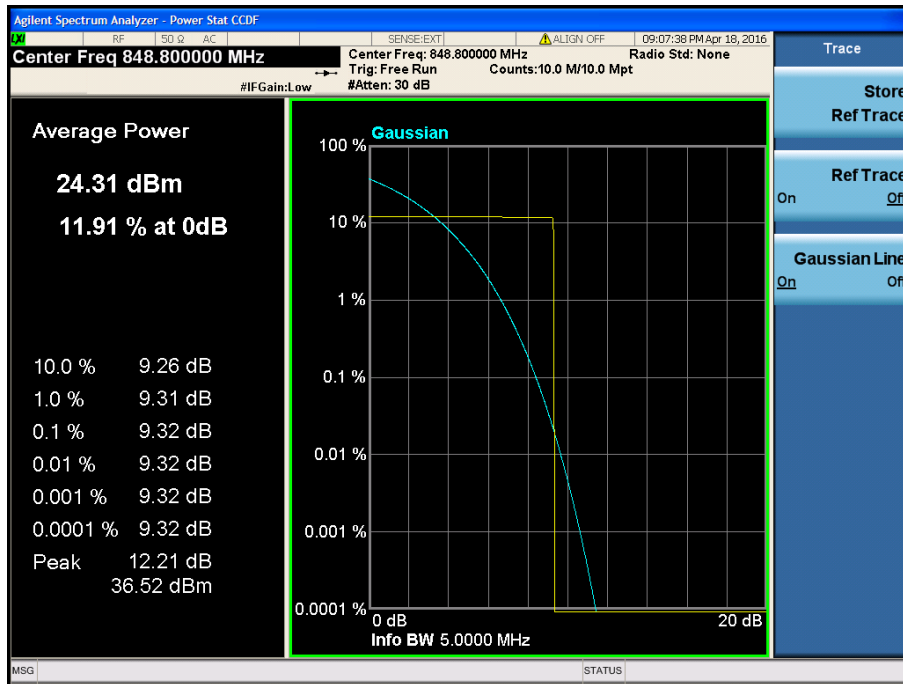 Agilent Spectrum Analyzer - Power Stat CCDF
LXI RF 50 Ω AC SENSE:EXT ALIGN OFF 09:07:38 PM Apr 18, 2016
Center Freq 848.800000 MHz
Center Freq: 848.800000 MHz Radio Std: None
Trig: Free Run Counts:10.0 M/10.0 Mpt
#IFGain:Low #Atten: 30 dB
Trace
Store
Ref Trace
Ref Trace
On Off
Gaussian Line
On Off
Average Power
24.31 dBm
11.91 % at 0dB
10.0 % 9.26 dB
1.0 % 9.31 dB
0.1 % 9.32 dB
0.01 % 9.32 dB
0.001 % 9.32 dB
0.0001 % 9.32 dB
Peak 12.21 dB
36.52 dBm
Gaussian
100 %
10 %
1 %
0.1 %
0.01 %
0.001 %
0.0001 %
0 dB 20 dB
Info BW 5.0000 MHz
MSG STATUS